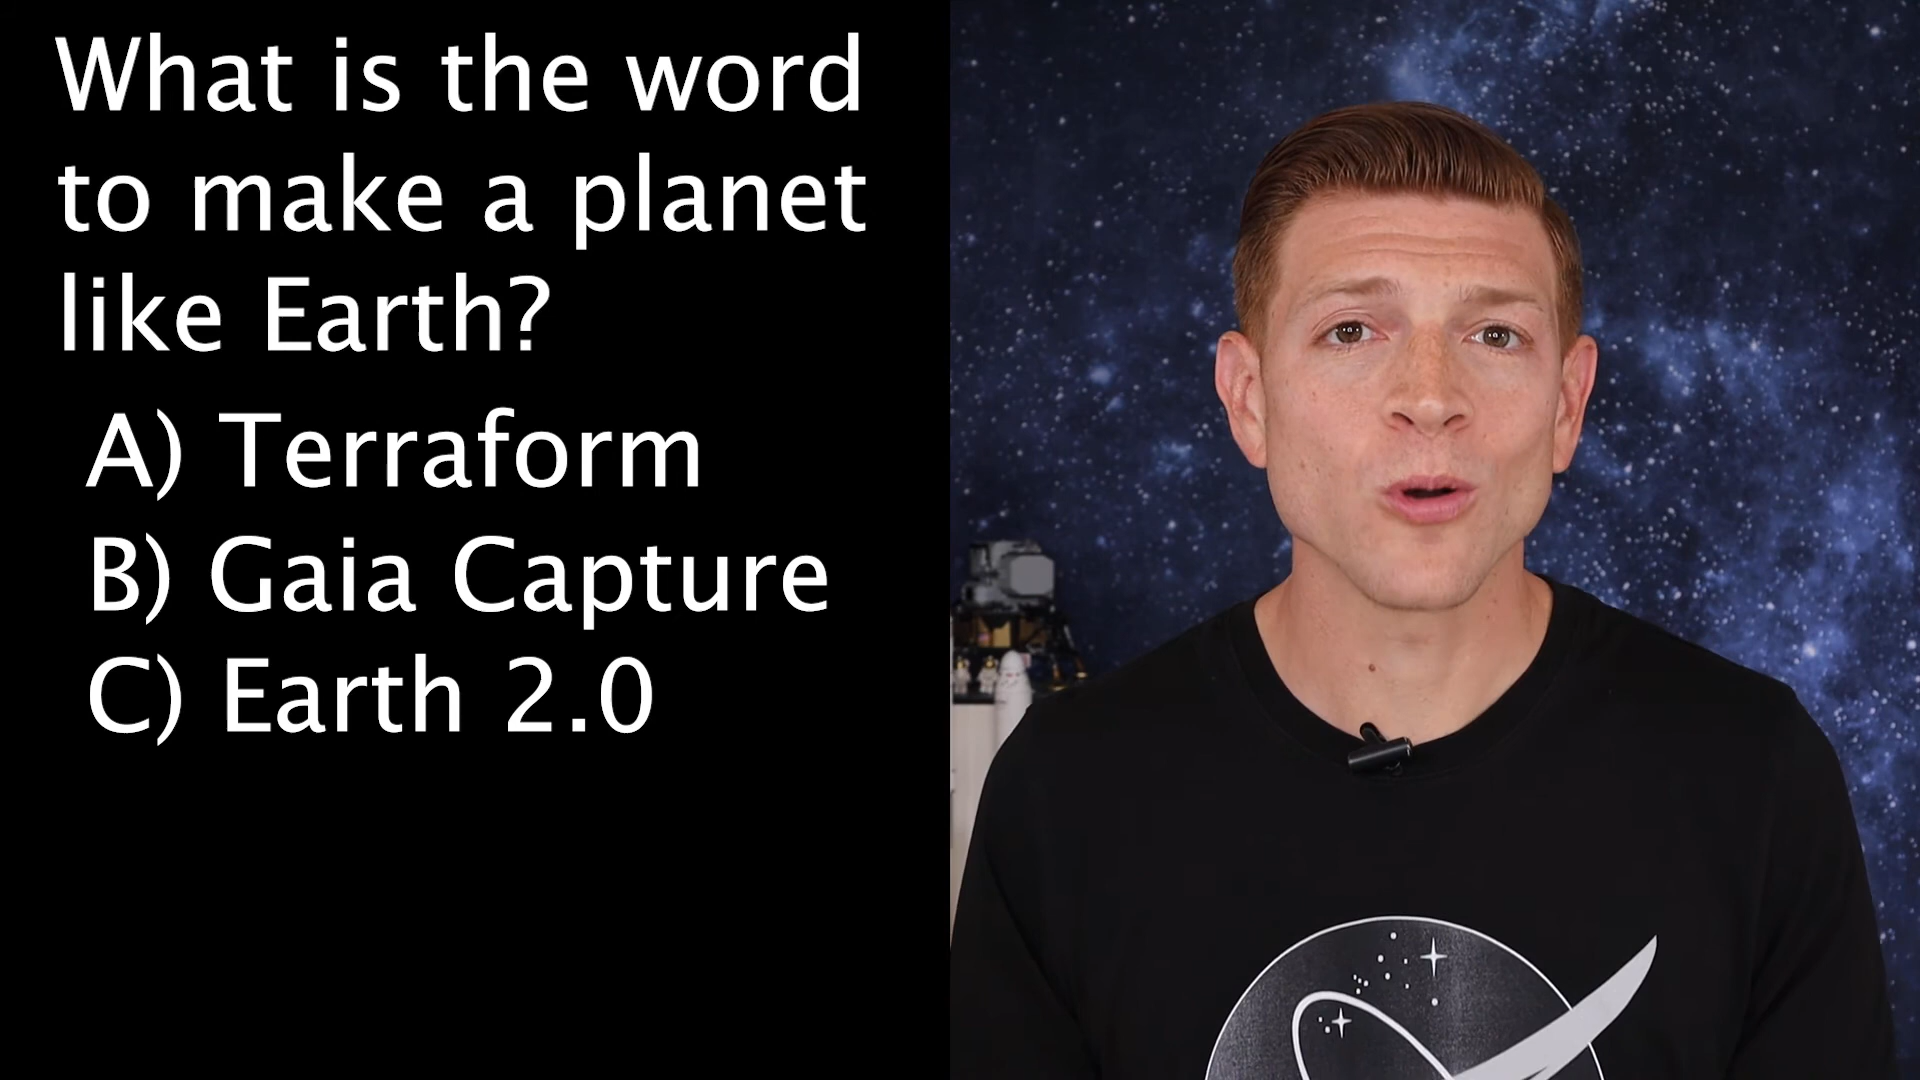 What is the word
to make a planet
like Earth?
A) Terraform
B) Gaia Capture
C) Earth 2.0